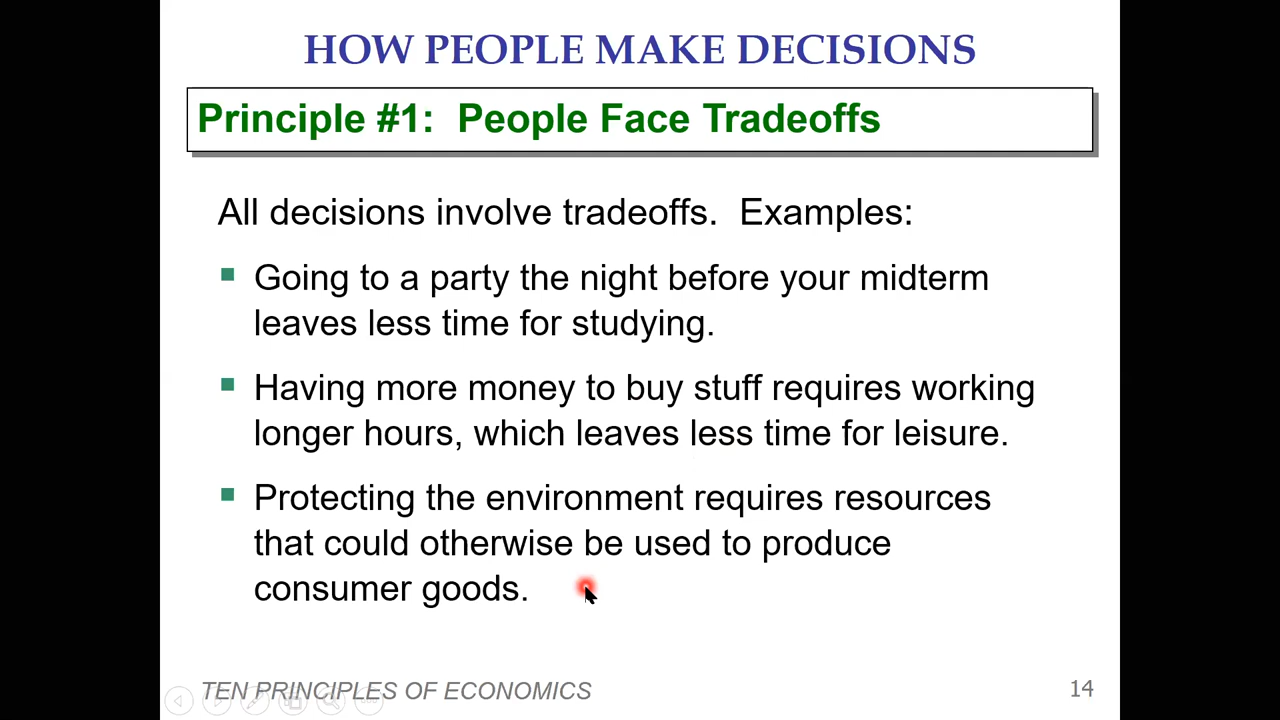 HOW PEOPLE MAKE DECISIONS
Principle #1:  People Face Tradeoffs
All decisions involve tradeoffs.  Examples:
Going to a party the night before your midterm
leaves less time for studying.
Having more money to buy stuff requires working
longer hours, which leaves less time for leisure.
Protecting the environment requires resources
that could otherwise be used to produce
consumer goods.
TEN PRINCIPLES OF ECONOMICS
14